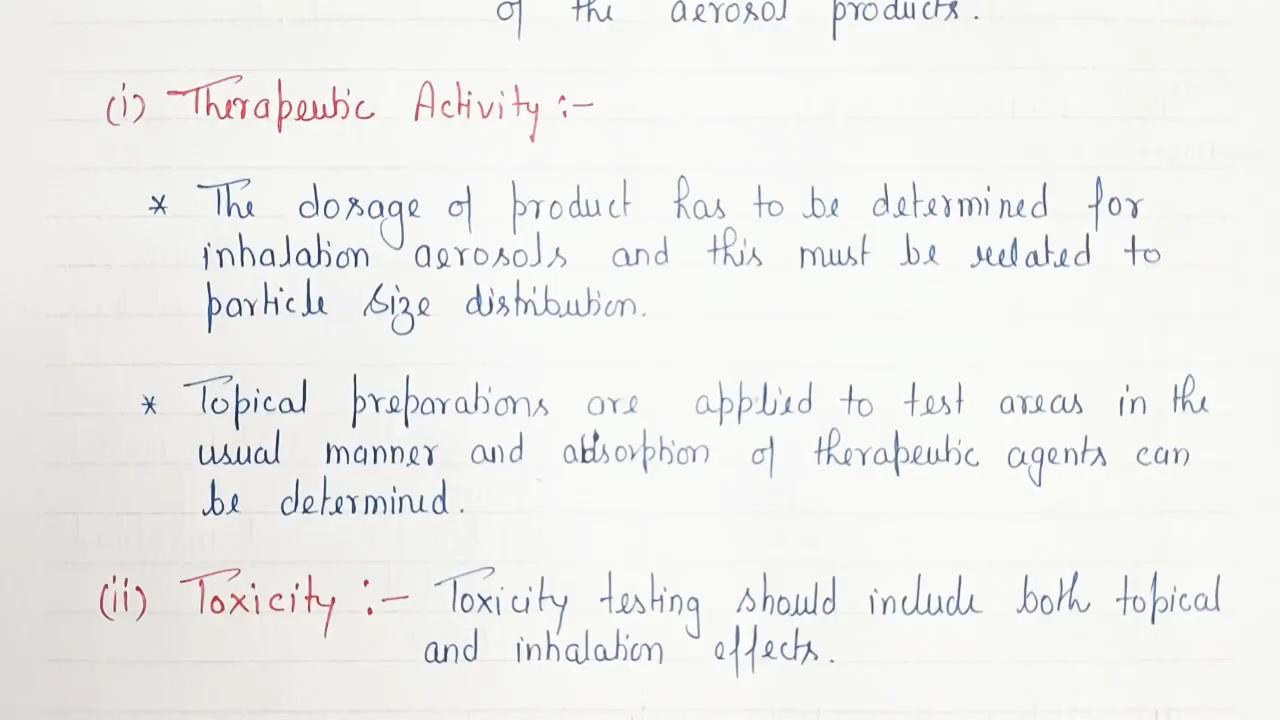 of the aerosol products.
(i) Therapeutic Activity :-
* The dosage of product has to be determined for
inhalation aerosols and this must be related to
particle size distribution.
* Topical preparations are applied to test areas in the
usual manner and absorption of therapeutic agents can
be determined.
(ii) Toxicity :- Toxicity testing should include both topical
and inhalation effects.